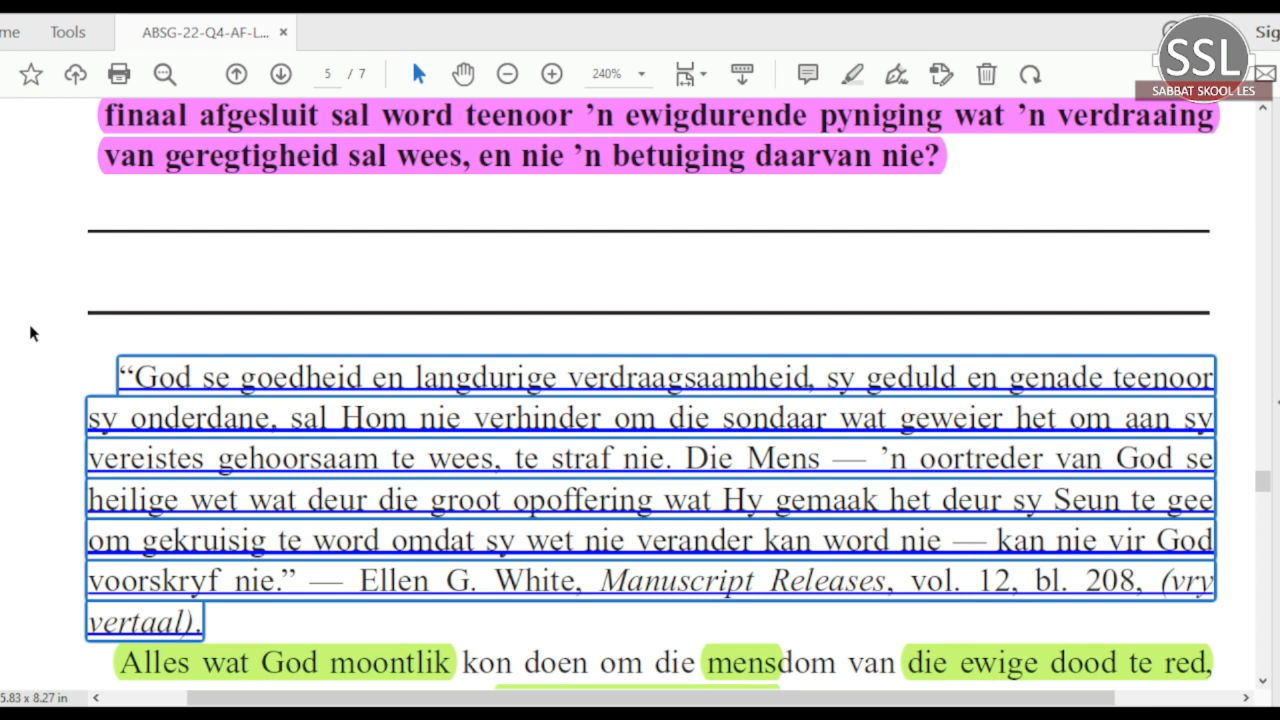 me Tools ABSG-22-Q4-AF-L... × Sig
5 / 7 240%
SSL
SABBAT SKOOL LES
finaal afgesluit sal word teenoor ’n ewigdurende pyniging wat ’n verdraaing
van geregtigheid sal wees, en nie ’n betuiging daarvan nie?
“God se goedheid en langdurige verdraagsaamheid, sy geduld en genade teenoor
sy onderdane, sal Hom nie verhinder om die sondaar wat geweier het om aan sy
vereistes gehoorsaam te wees, te straf nie. Die Mens — ’n oortreder van God se
heilige wet wat deur die groot opoffering wat Hy gemaak het deur sy Seun te gee
om gekruisig te word omdat sy wet nie verander kan word nie — kan nie vir God
voorskryf nie.” — Ellen G. White, Manuscript Releases, vol. 12, bl. 208, (vry
vertaal).
Alles wat God moontlik kon doen om die mensdom van die ewige dood te red,
5.83 x 8.27 in